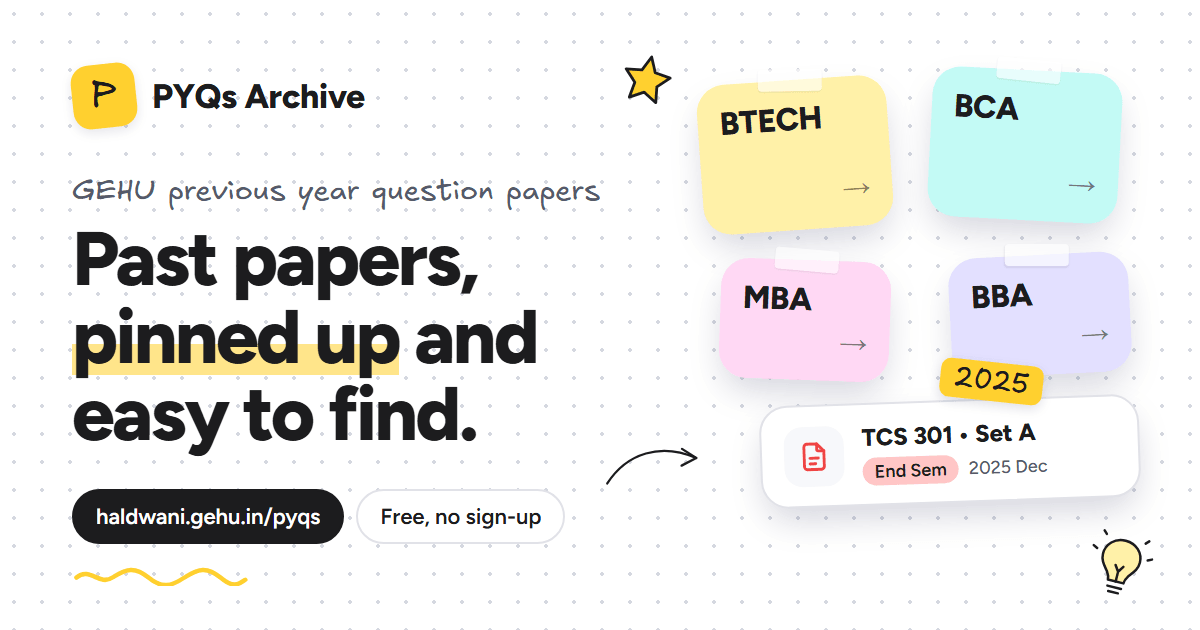 P
PYQs Archive
GEHU previous year question papers
Past papers,
pinned up and
easy to find.
haldwani.gehu.in/pyqs
Free, no sign-up
BTECH
→
BCA
→
MBA
→
BBA
→
2025
TCS 301 • Set A
End Sem
2025 Dec